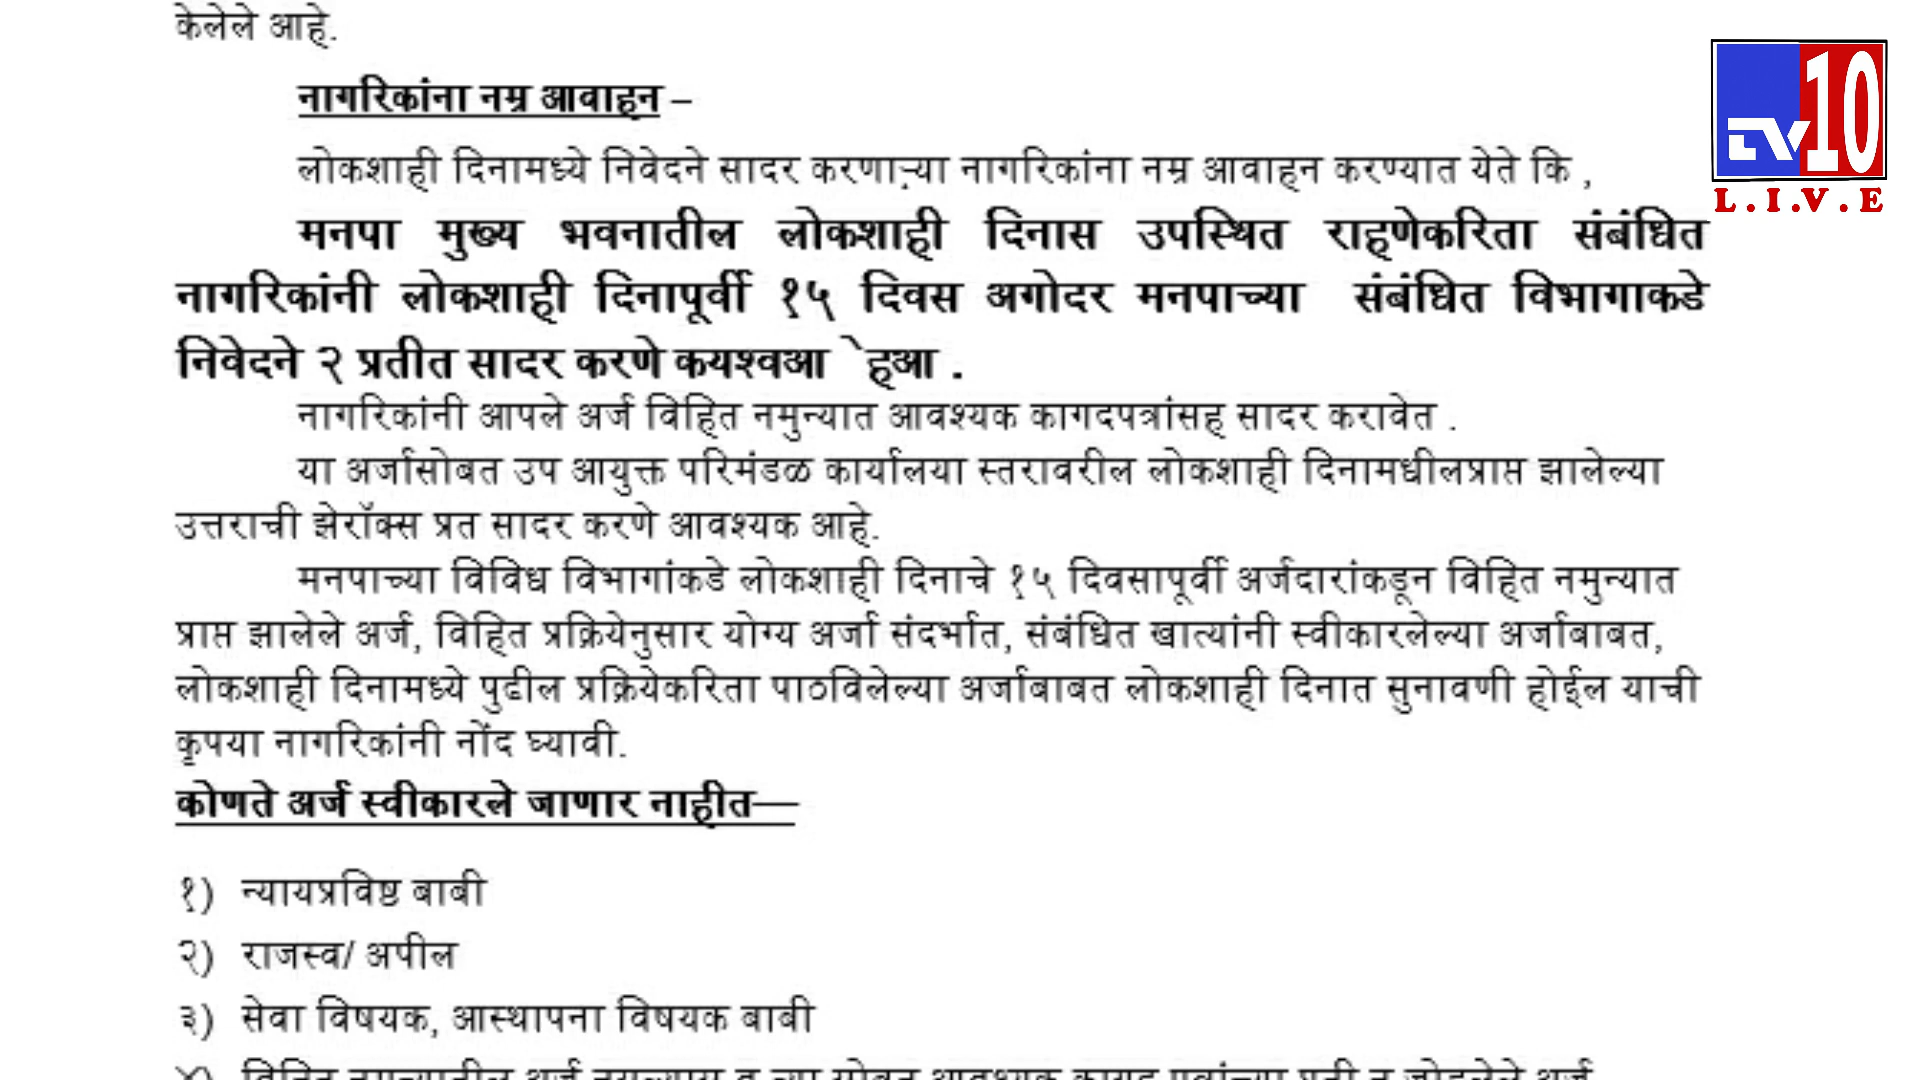 केलेले आहे.
नागरिकांना नम्र आवाहन –
लोकशाही दिनामध्ये निवेदने सादर करणाऱ्या नागरिकांना नम्र आवाहन करण्यात येते कि ,
मनपा मुख्य भवनातील लोकशाही दिनास उपस्थित राहणेकरिता संबंधित
नागरिकांनी लोकशाही दिनापूर्वी १५ दिवस अगोदर मनपाच्या संबंधित विभागाकडे
निवेदने २ प्रतीत सादर करणे कयश्वआ ेहआ .
नागरिकांनी आपले अर्ज विहित नमुन्यात आवश्यक कागदपत्रांसह सादर करावेत .
या अर्जासोबत उप आयुक्त परिमंडळ कार्यालया स्तरावरील लोकशाही दिनामधीलप्राप्त झालेल्या
उत्तराची झेरॉक्स प्रत सादर करणे आवश्यक आहे.
मनपाच्या विविध विभागांकडे लोकशाही दिनाचे १५ दिवसापूर्वी अर्जदारांकडून विहित नमुन्यात
प्राप्त झालेले अर्ज, विहित प्रक्रियेनुसार योग्य अर्जा संदर्भात, संबंधित खात्यांनी स्वीकारलेल्या अर्जाबाबत,
लोकशाही दिनामध्ये पुढील प्रक्रियेकरिता पाठविलेल्या अर्जाबाबत लोकशाही दिनात सुनावणी होईल याची
कृपया नागरिकांनी नोंद घ्यावी.
कोणते अर्ज स्वीकारले जाणार नाहीत—
१) न्यायप्रविष्ट बाबी
२) राजस्व/ अपील
३) सेवा विषयक, आस्थापना विषयक बाबी
TV10
L.I.V.E